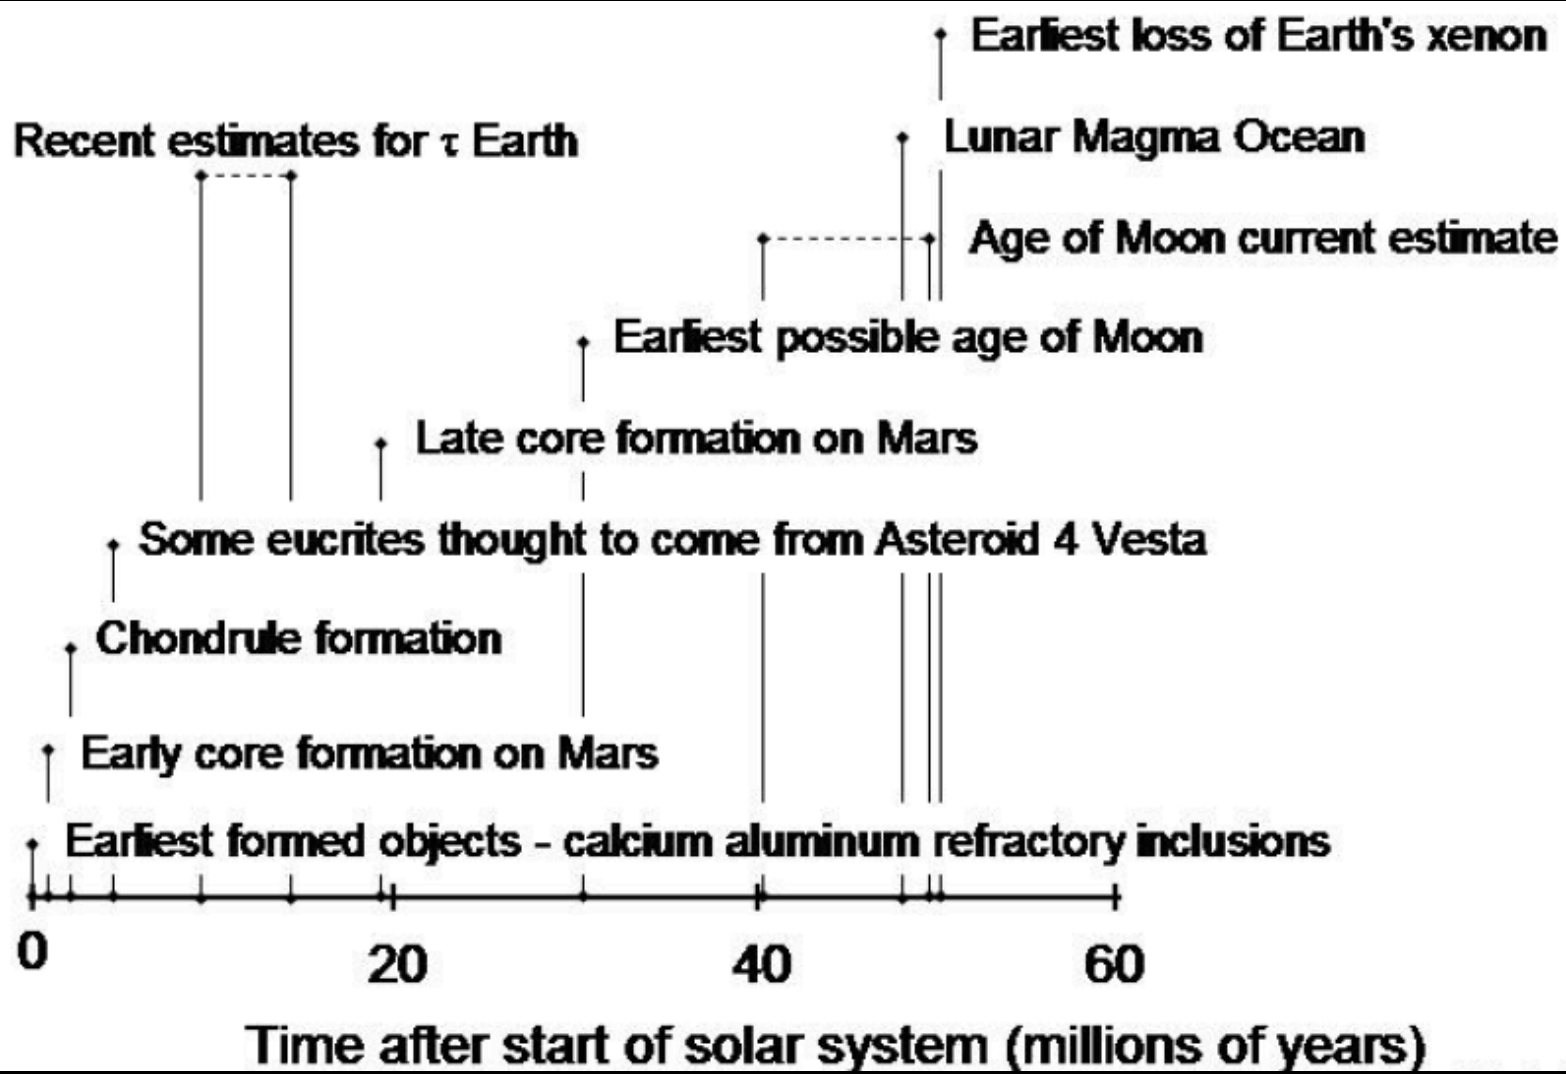 Earliest loss of Earth's xenon
Lunar Magma Ocean
Recent estimates for τ Earth
Age of Moon current estimate
Earliest possible age of Moon
Late core formation on Mars
Some eucrites thought to come from Asteroid 4 Vesta
Chondrule formation
Early core formation on Mars
Earliest formed objects - calcium aluminum refractory inclusions
0 20 40 60
Time after start of solar system (millions of years)